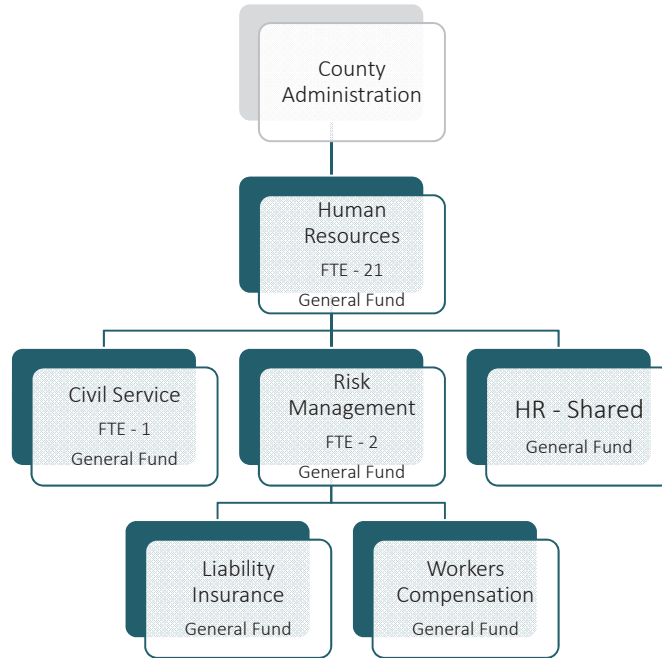 County
Administration
Human
Resources
FTE - 21
General Fund
Civil Service
FTE - 1
General Fund
Risk
Management
FTE - 2
General Fund
HR - Shared
General Fund
Liability
Insurance
General Fund
Workers
Compensation
General Fund